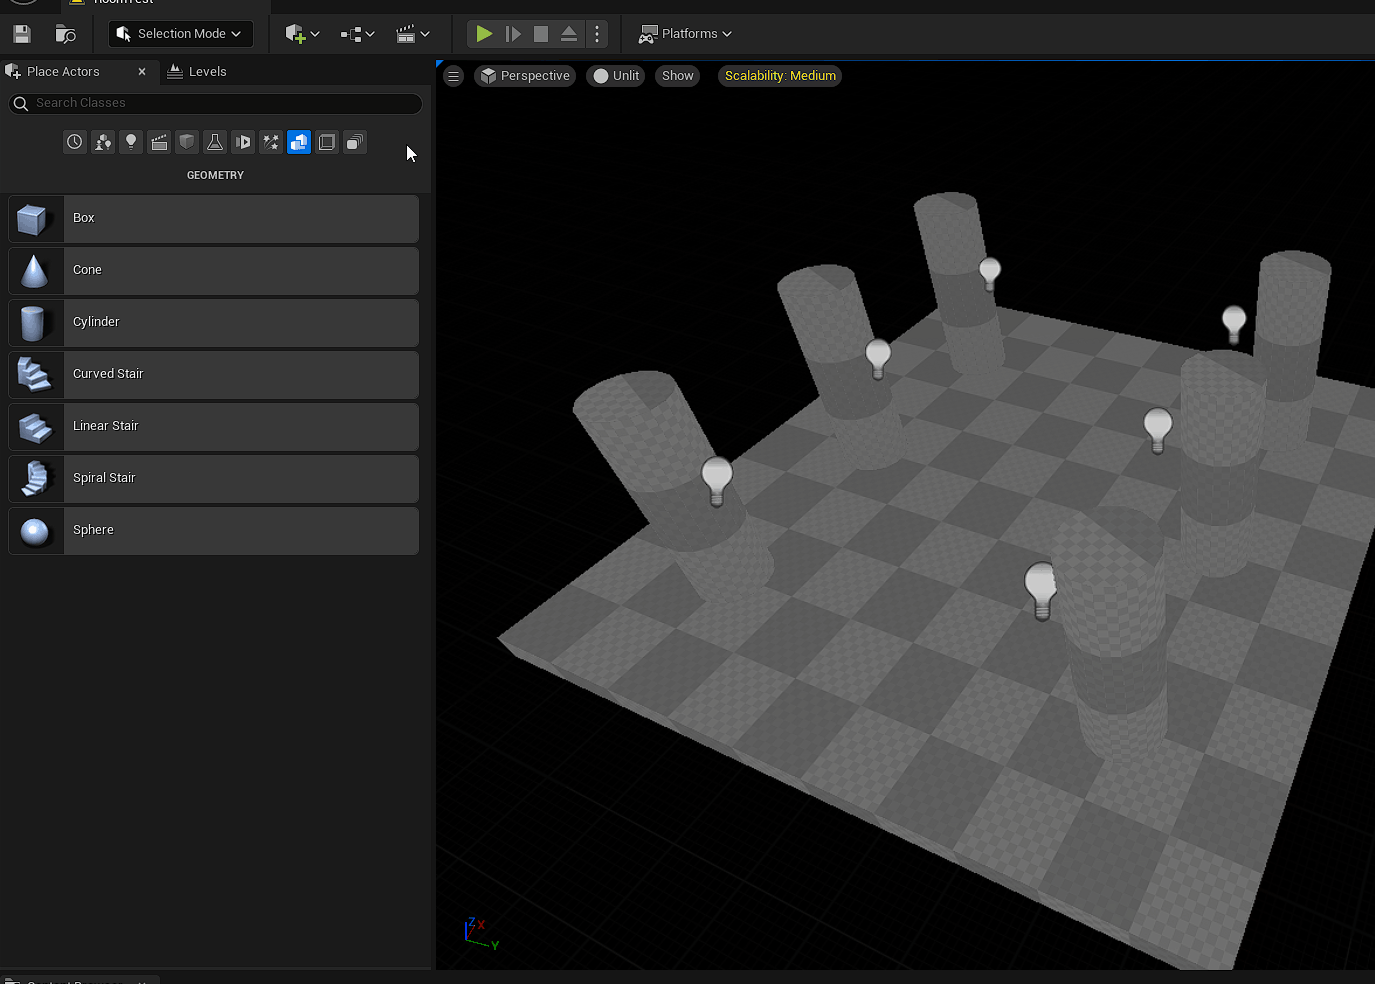 RoomTest
Selection Mode
Platforms
Place Actors
Levels
Perspective
Unlit
Show
Scalability: Medium
Search Classes
GEOMETRY
Box
Cone
Cylinder
Curved Stair
Linear Stair
Spiral Stair
Sphere
Z
X
Y